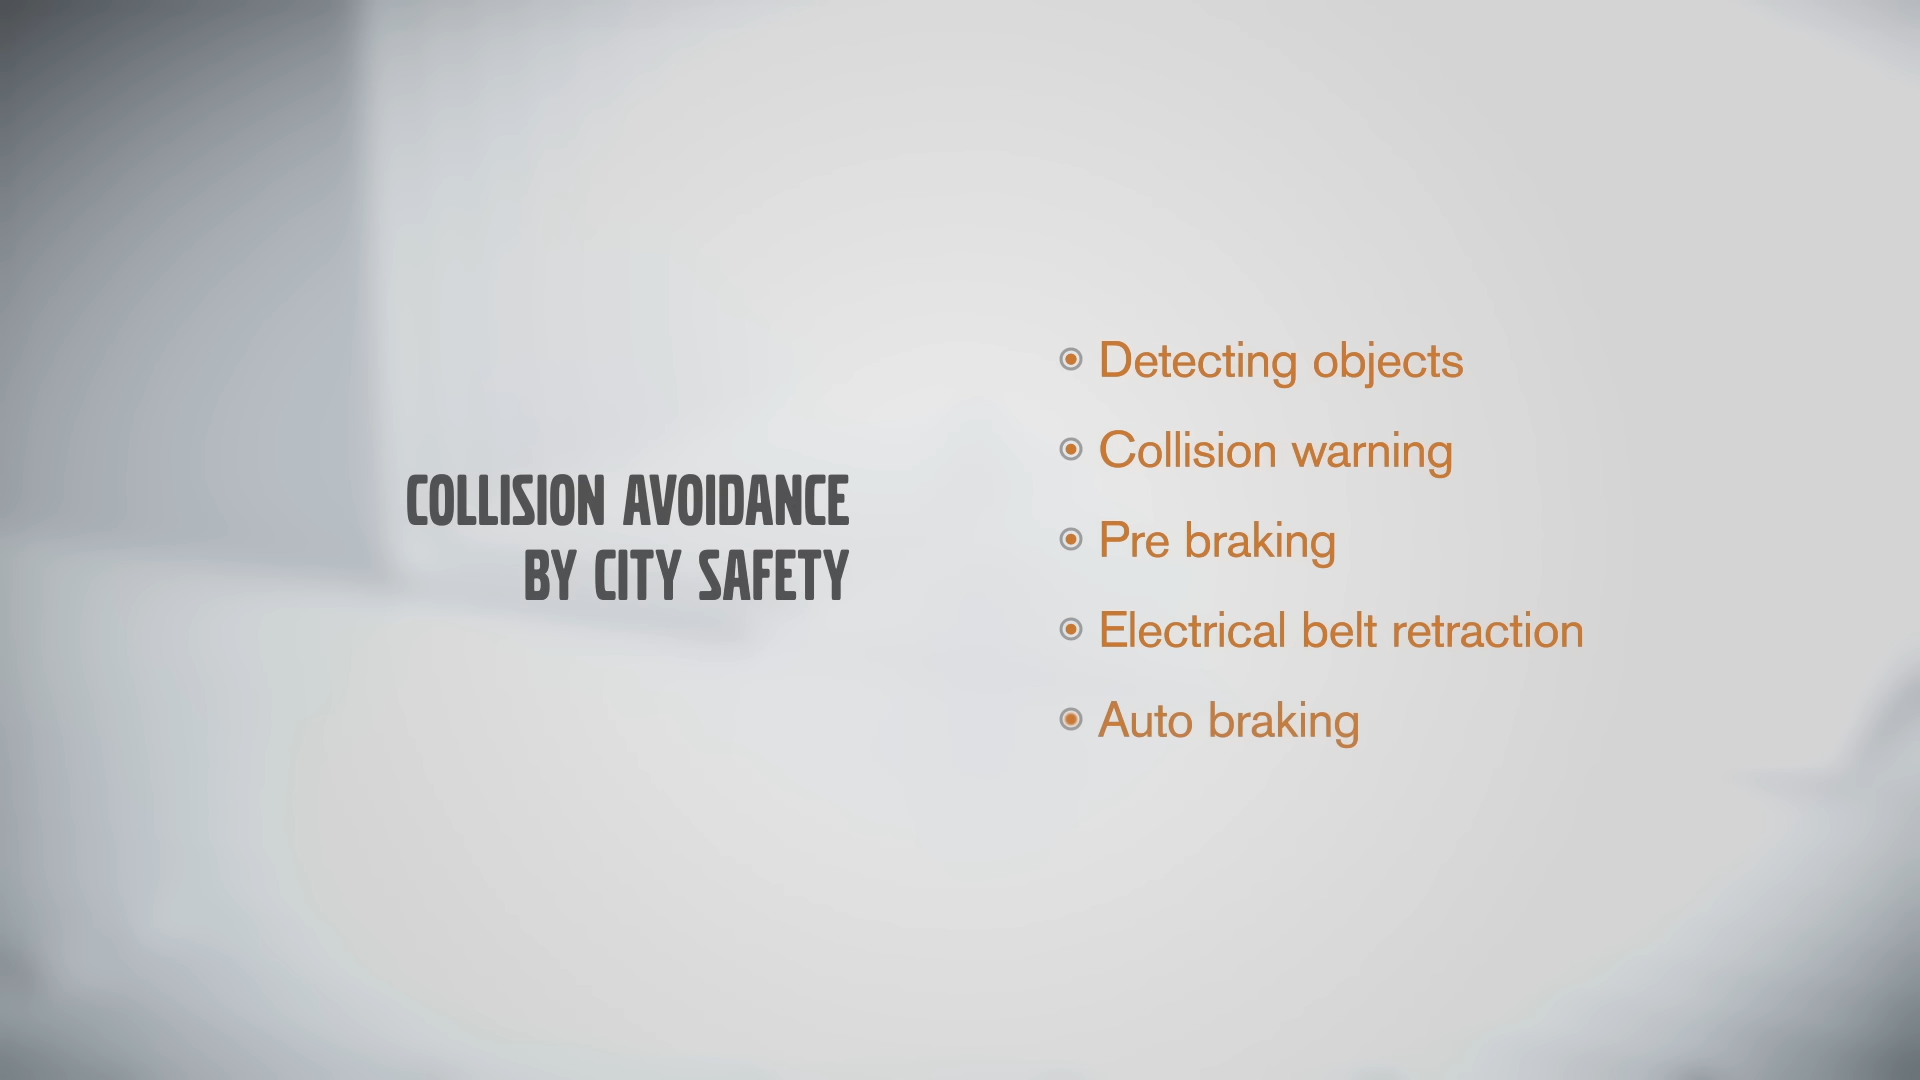 COLLISION AVOIDANCE
BY CITY SAFETY
Detecting objects
Collision warning
Pre braking
Electrical belt retraction
Auto braking